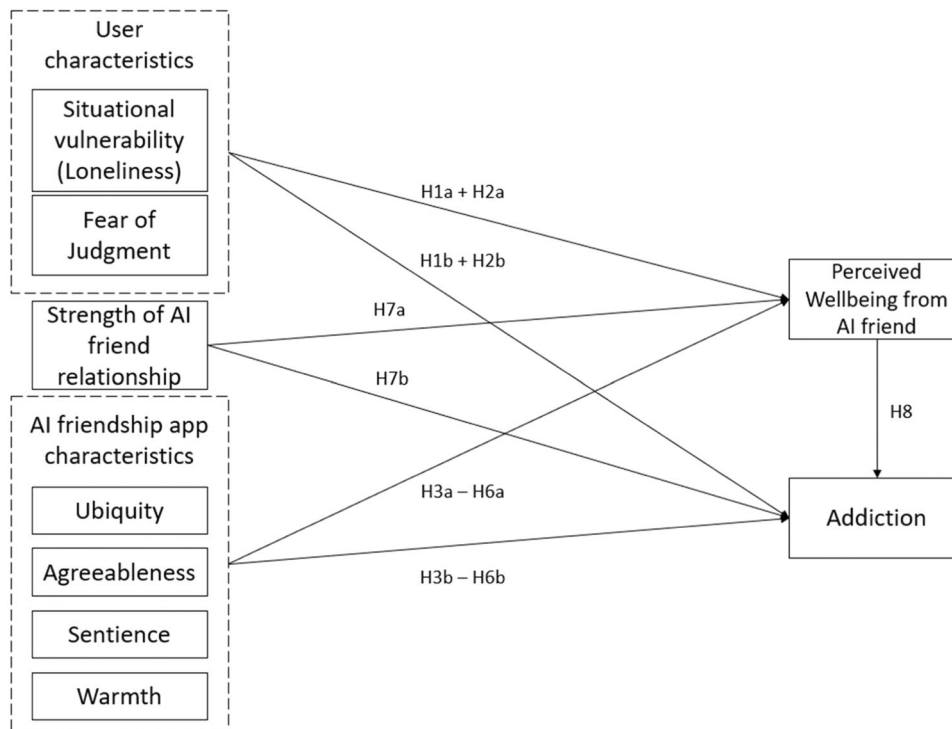 User
characteristics
Situational
vulnerability
(Loneliness)
Fear of
Judgment
Strength of AI
friend
relationship
AI friendship app
characteristics
Ubiquity
Agreeableness
Sentience
Warmth
H1a + H2a
H1b + H2b
H7a
H7b
H3a – H6a
H3b – H6b
Perceived
Wellbeing from
AI friend
H8
Addiction